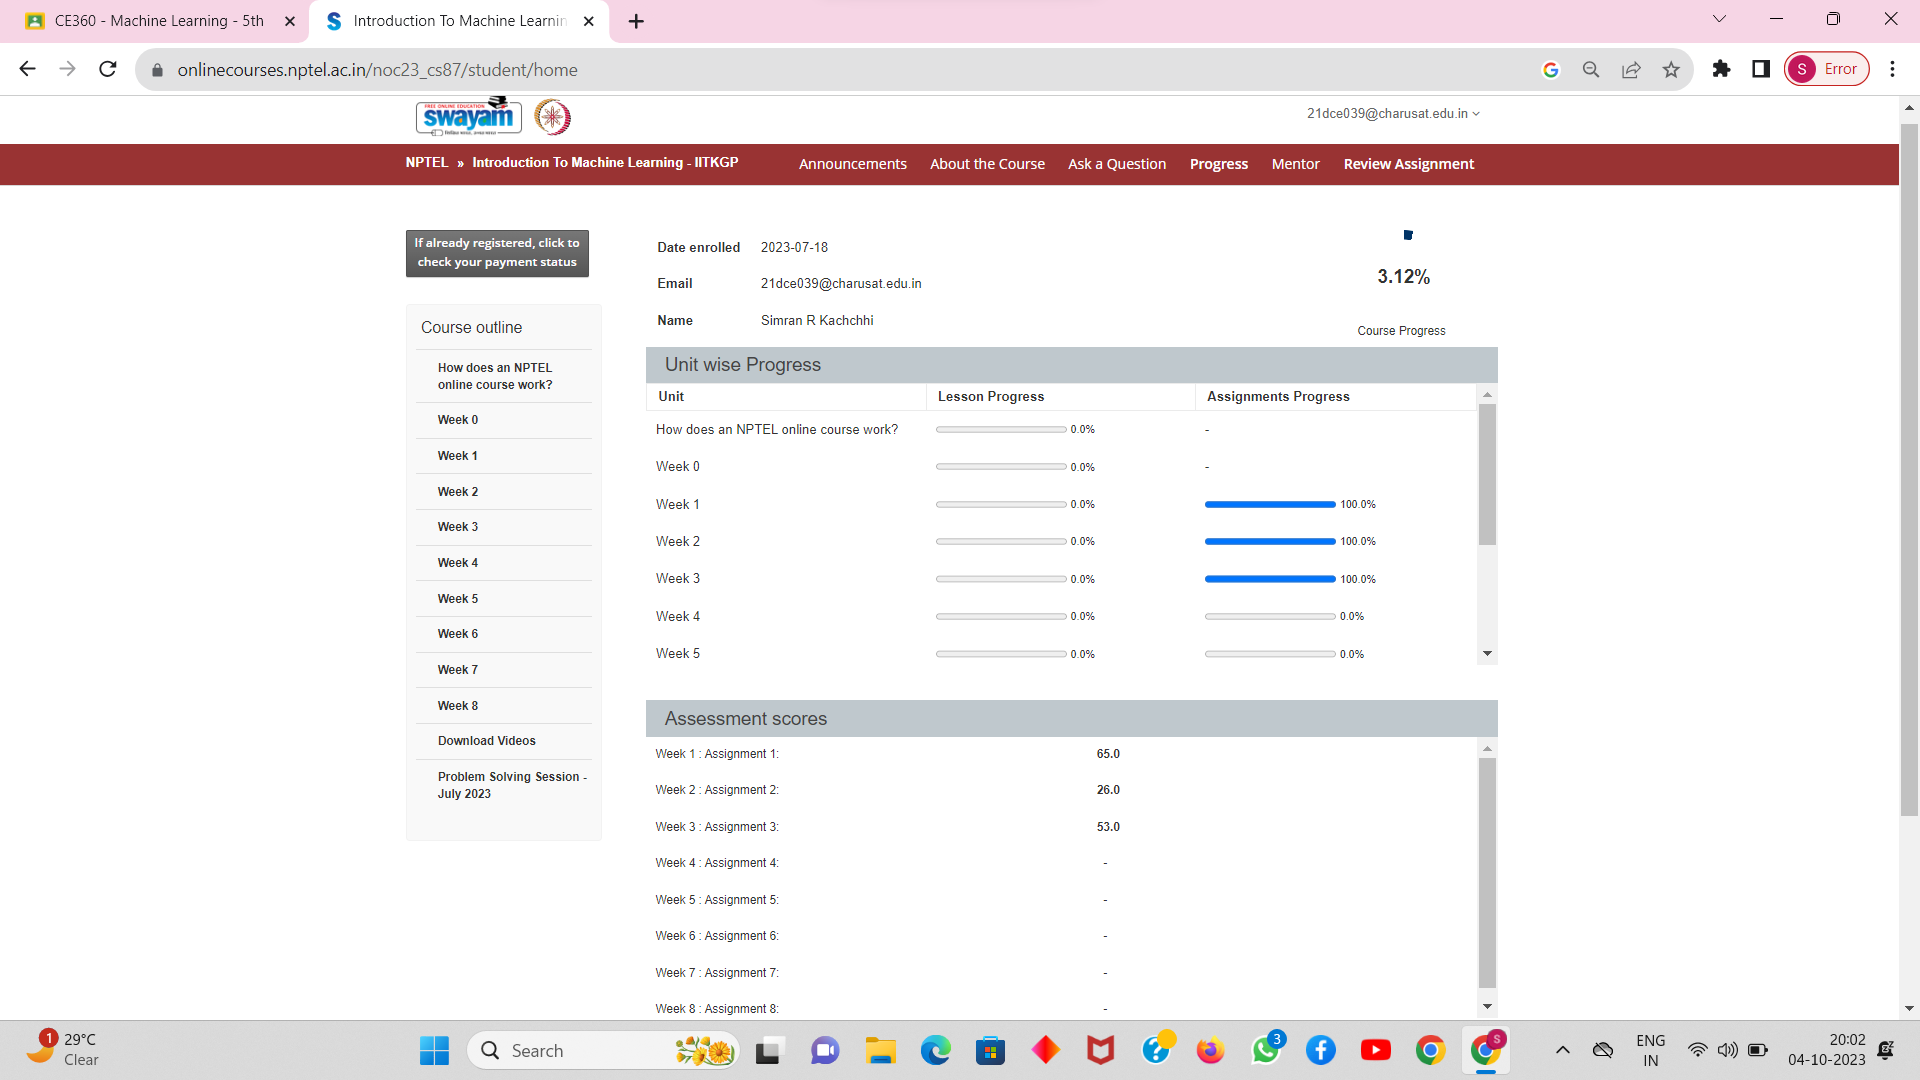 CE360 - Machine Learning - 5th
Introduction To Machine Learnin
onlinecourses.nptel.ac.in/noc23_cs87/student/home
S Error
FREE ONLINE EDUCATION
swayam
21dce039@charusat.edu.in
NPTEL » Introduction To Machine Learning - IITKGP
Announcements About the Course Ask a Question Progress Mentor Review Assignment
If already registered, click to
check your payment status
Course outline
How does an NPTEL
online course work?
Week 0
Week 1
Week 2
Week 3
Week 4
Week 5
Week 6
Week 7
Week 8
Download Videos
Problem Solving Session -
July 2023
Date enrolled 2023-07-18
Email 21dce039@charusat.edu.in
Name Simran R Kachchhi
3.12%
Course Progress
Unit wise Progress
Unit Lesson Progress Assignments Progress
How does an NPTEL online course work? 0.0% -
Week 0 0.0% -
Week 1 0.0% 100.0%
Week 2 0.0% 100.0%
Week 3 0.0% 100.0%
Week 4 0.0% 0.0%
Week 5 0.0% 0.0%
Assessment scores
Week 1 : Assignment 1: 65.0
Week 2 : Assignment 2: 26.0
Week 3 : Assignment 3: 53.0
Week 4 : Assignment 4: -
Week 5 : Assignment 5: -
Week 6 : Assignment 6: -
Week 7 : Assignment 7: -
Week 8 : Assignment 8: -
1
29°C
Clear
Search
3
S
ENG
IN
20:02
04-10-2023